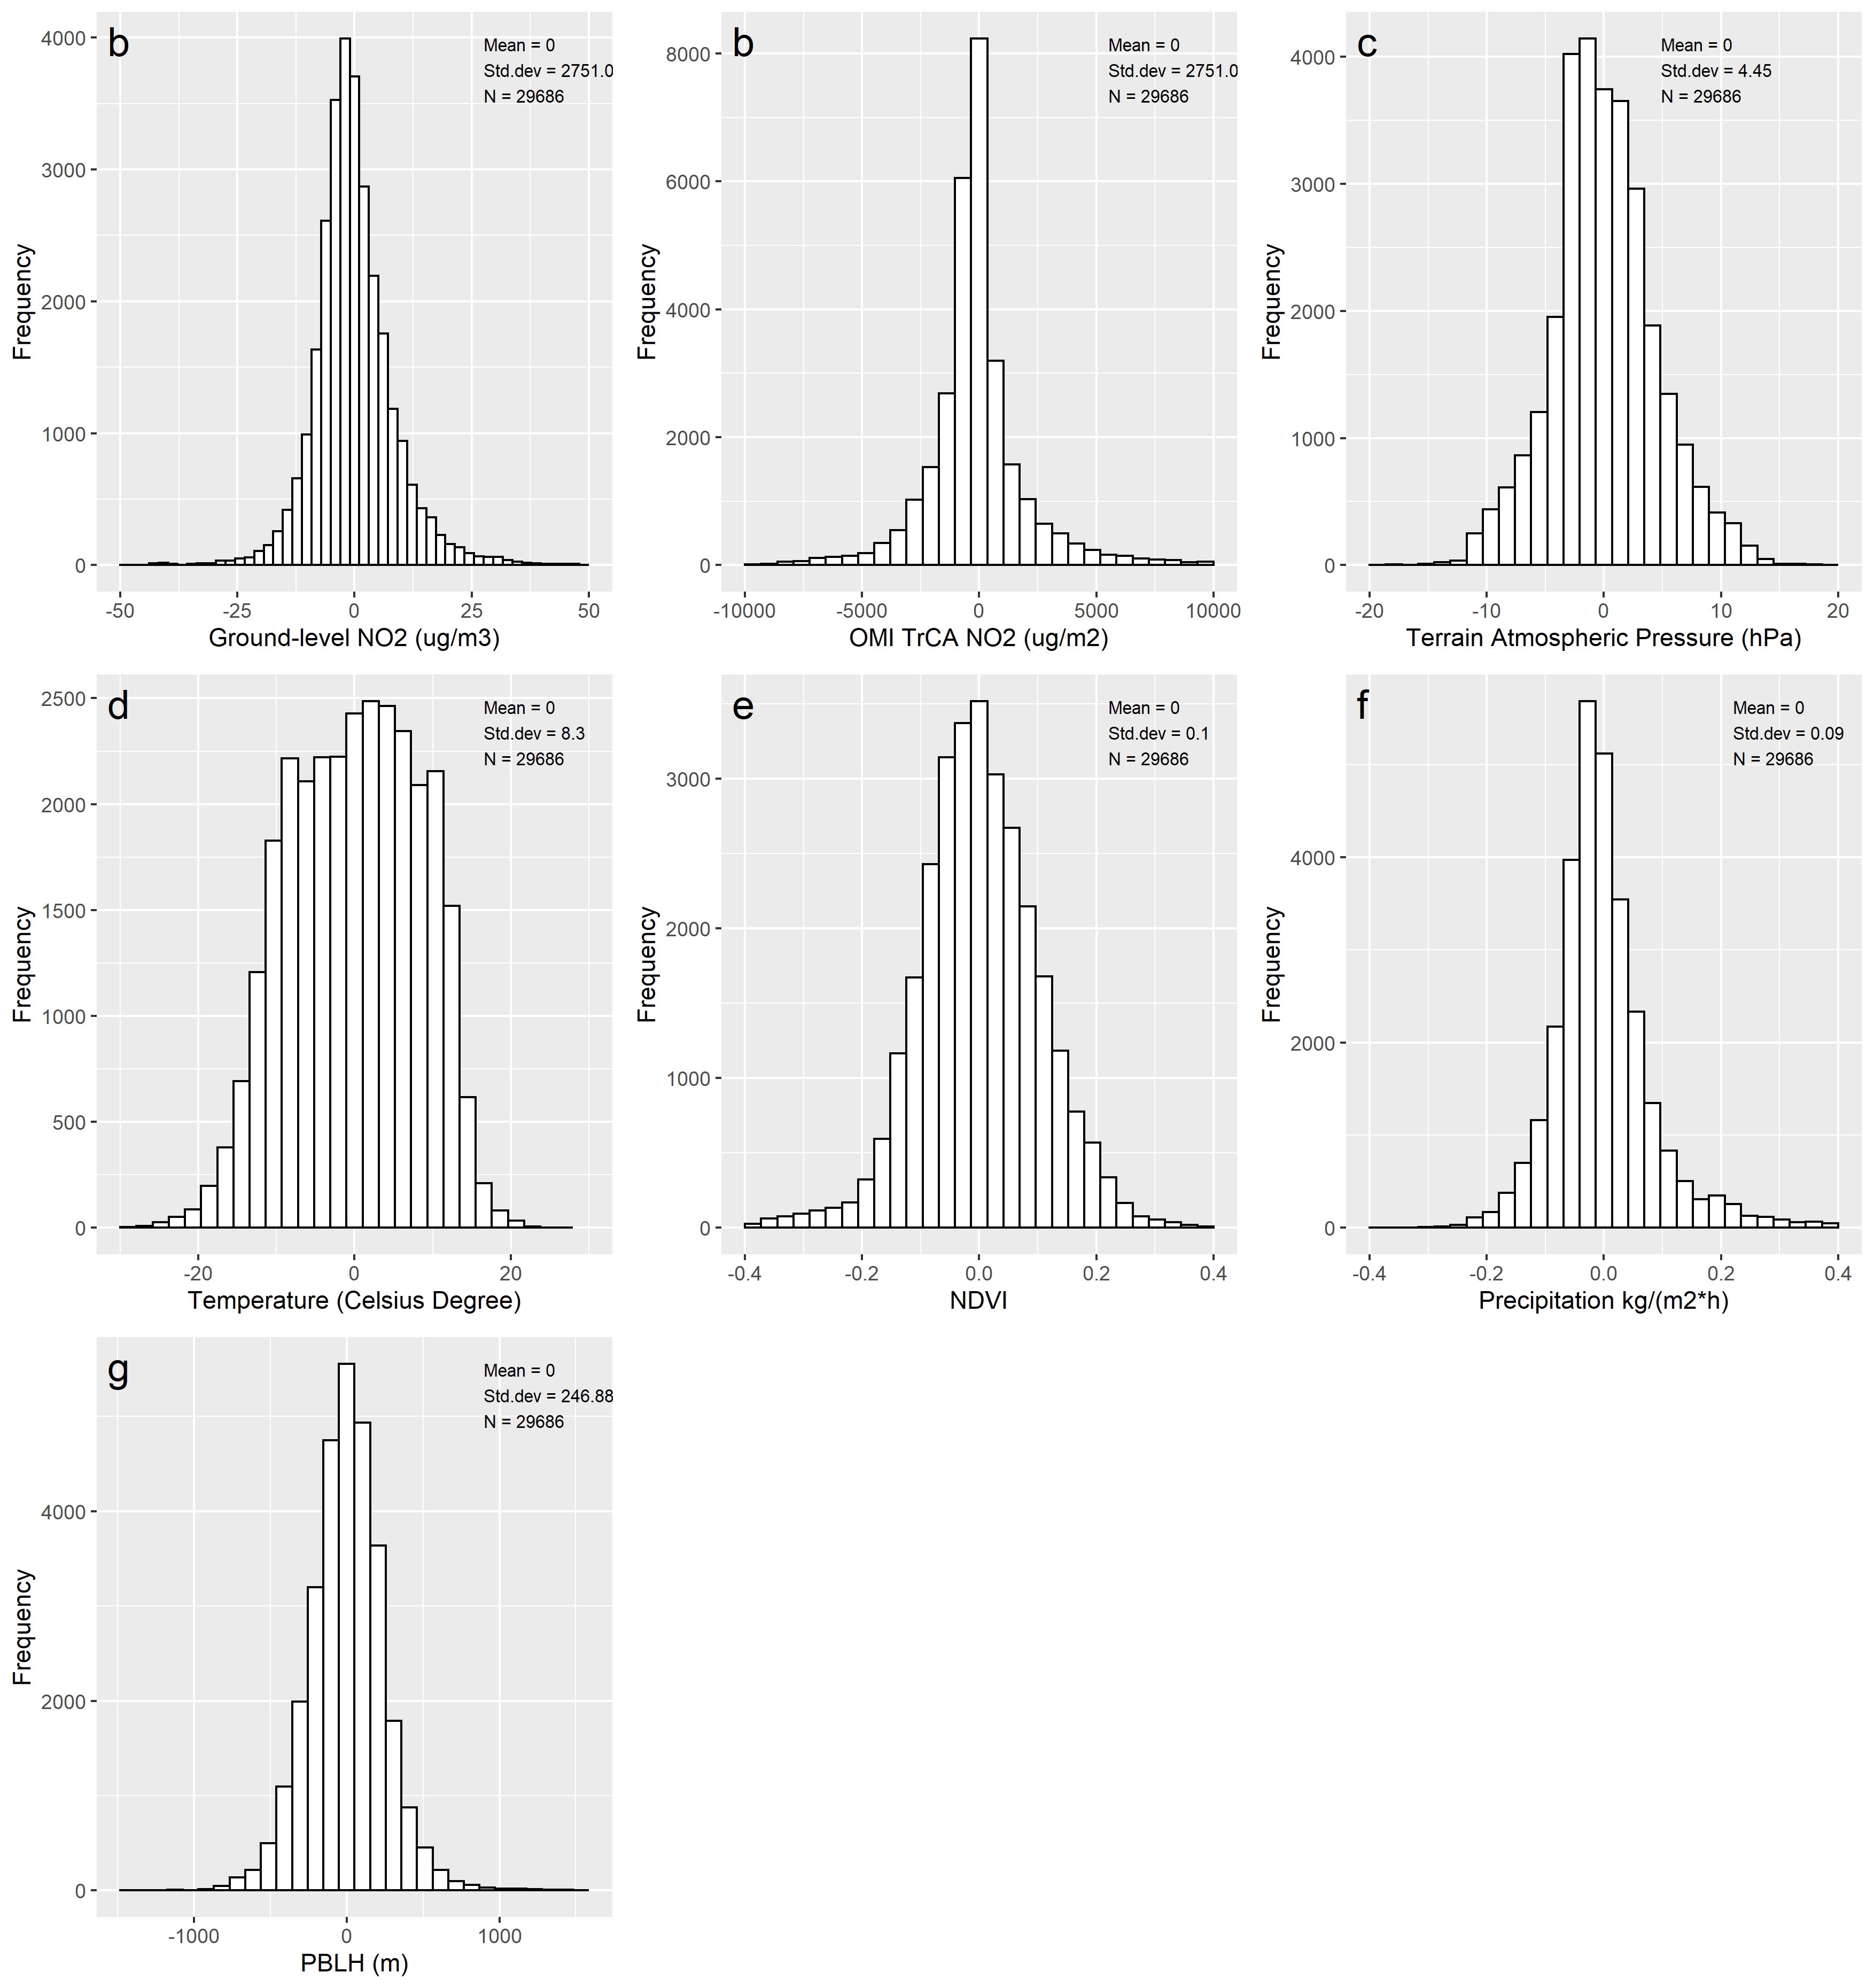 b
Mean = 0
Std.dev = 2751.0
N = 29686
4000
3000
2000
1000
0
Frequency
-50
-25
0
25
50
Ground-level NO2 (ug/m3)
b
Mean = 0
Std.dev = 2751.0
N = 29686
8000
6000
4000
2000
0
Frequency
-10000
-5000
0
5000
10000
OMI TrCA NO2 (ug/m2)
c
Mean = 0
Std.dev = 4.45
N = 29686
4000
3000
2000
1000
0
Frequency
-20
-10
0
10
20
Terrain Atmospheric Pressure (hPa)
d
Mean = 0
Std.dev = 8.3
N = 29686
2500
2000
1500
1000
500
0
Frequency
-20
0
20
Temperature (Celsius Degree)
e
Mean = 0
Std.dev = 0.1
N = 29686
3000
2000
1000
0
Frequency
-0.4
-0.2
0.0
0.2
0.4
NDVI
f
Mean = 0
Std.dev = 0.09
N = 29686
4000
2000
0
Frequency
-0.4
-0.2
0.0
0.2
0.4
Precipitation kg/(m2*h)
g
Mean = 0
Std.dev = 246.88
N = 29686
4000
2000
0
Frequency
-1000
0
1000
PBLH (m)